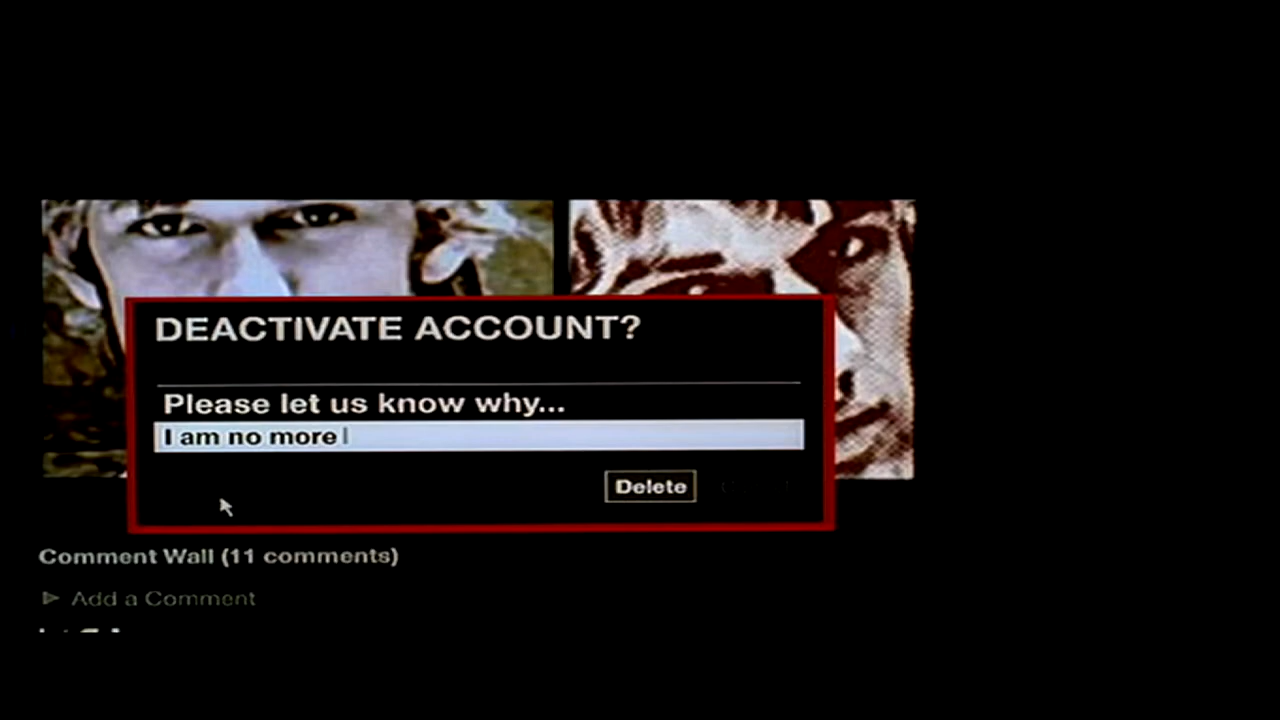 DEACTIVATE ACCOUNT?
Please let us know why...
I am no more
Delete
Comment Wall (11 comments)
Add a Comment